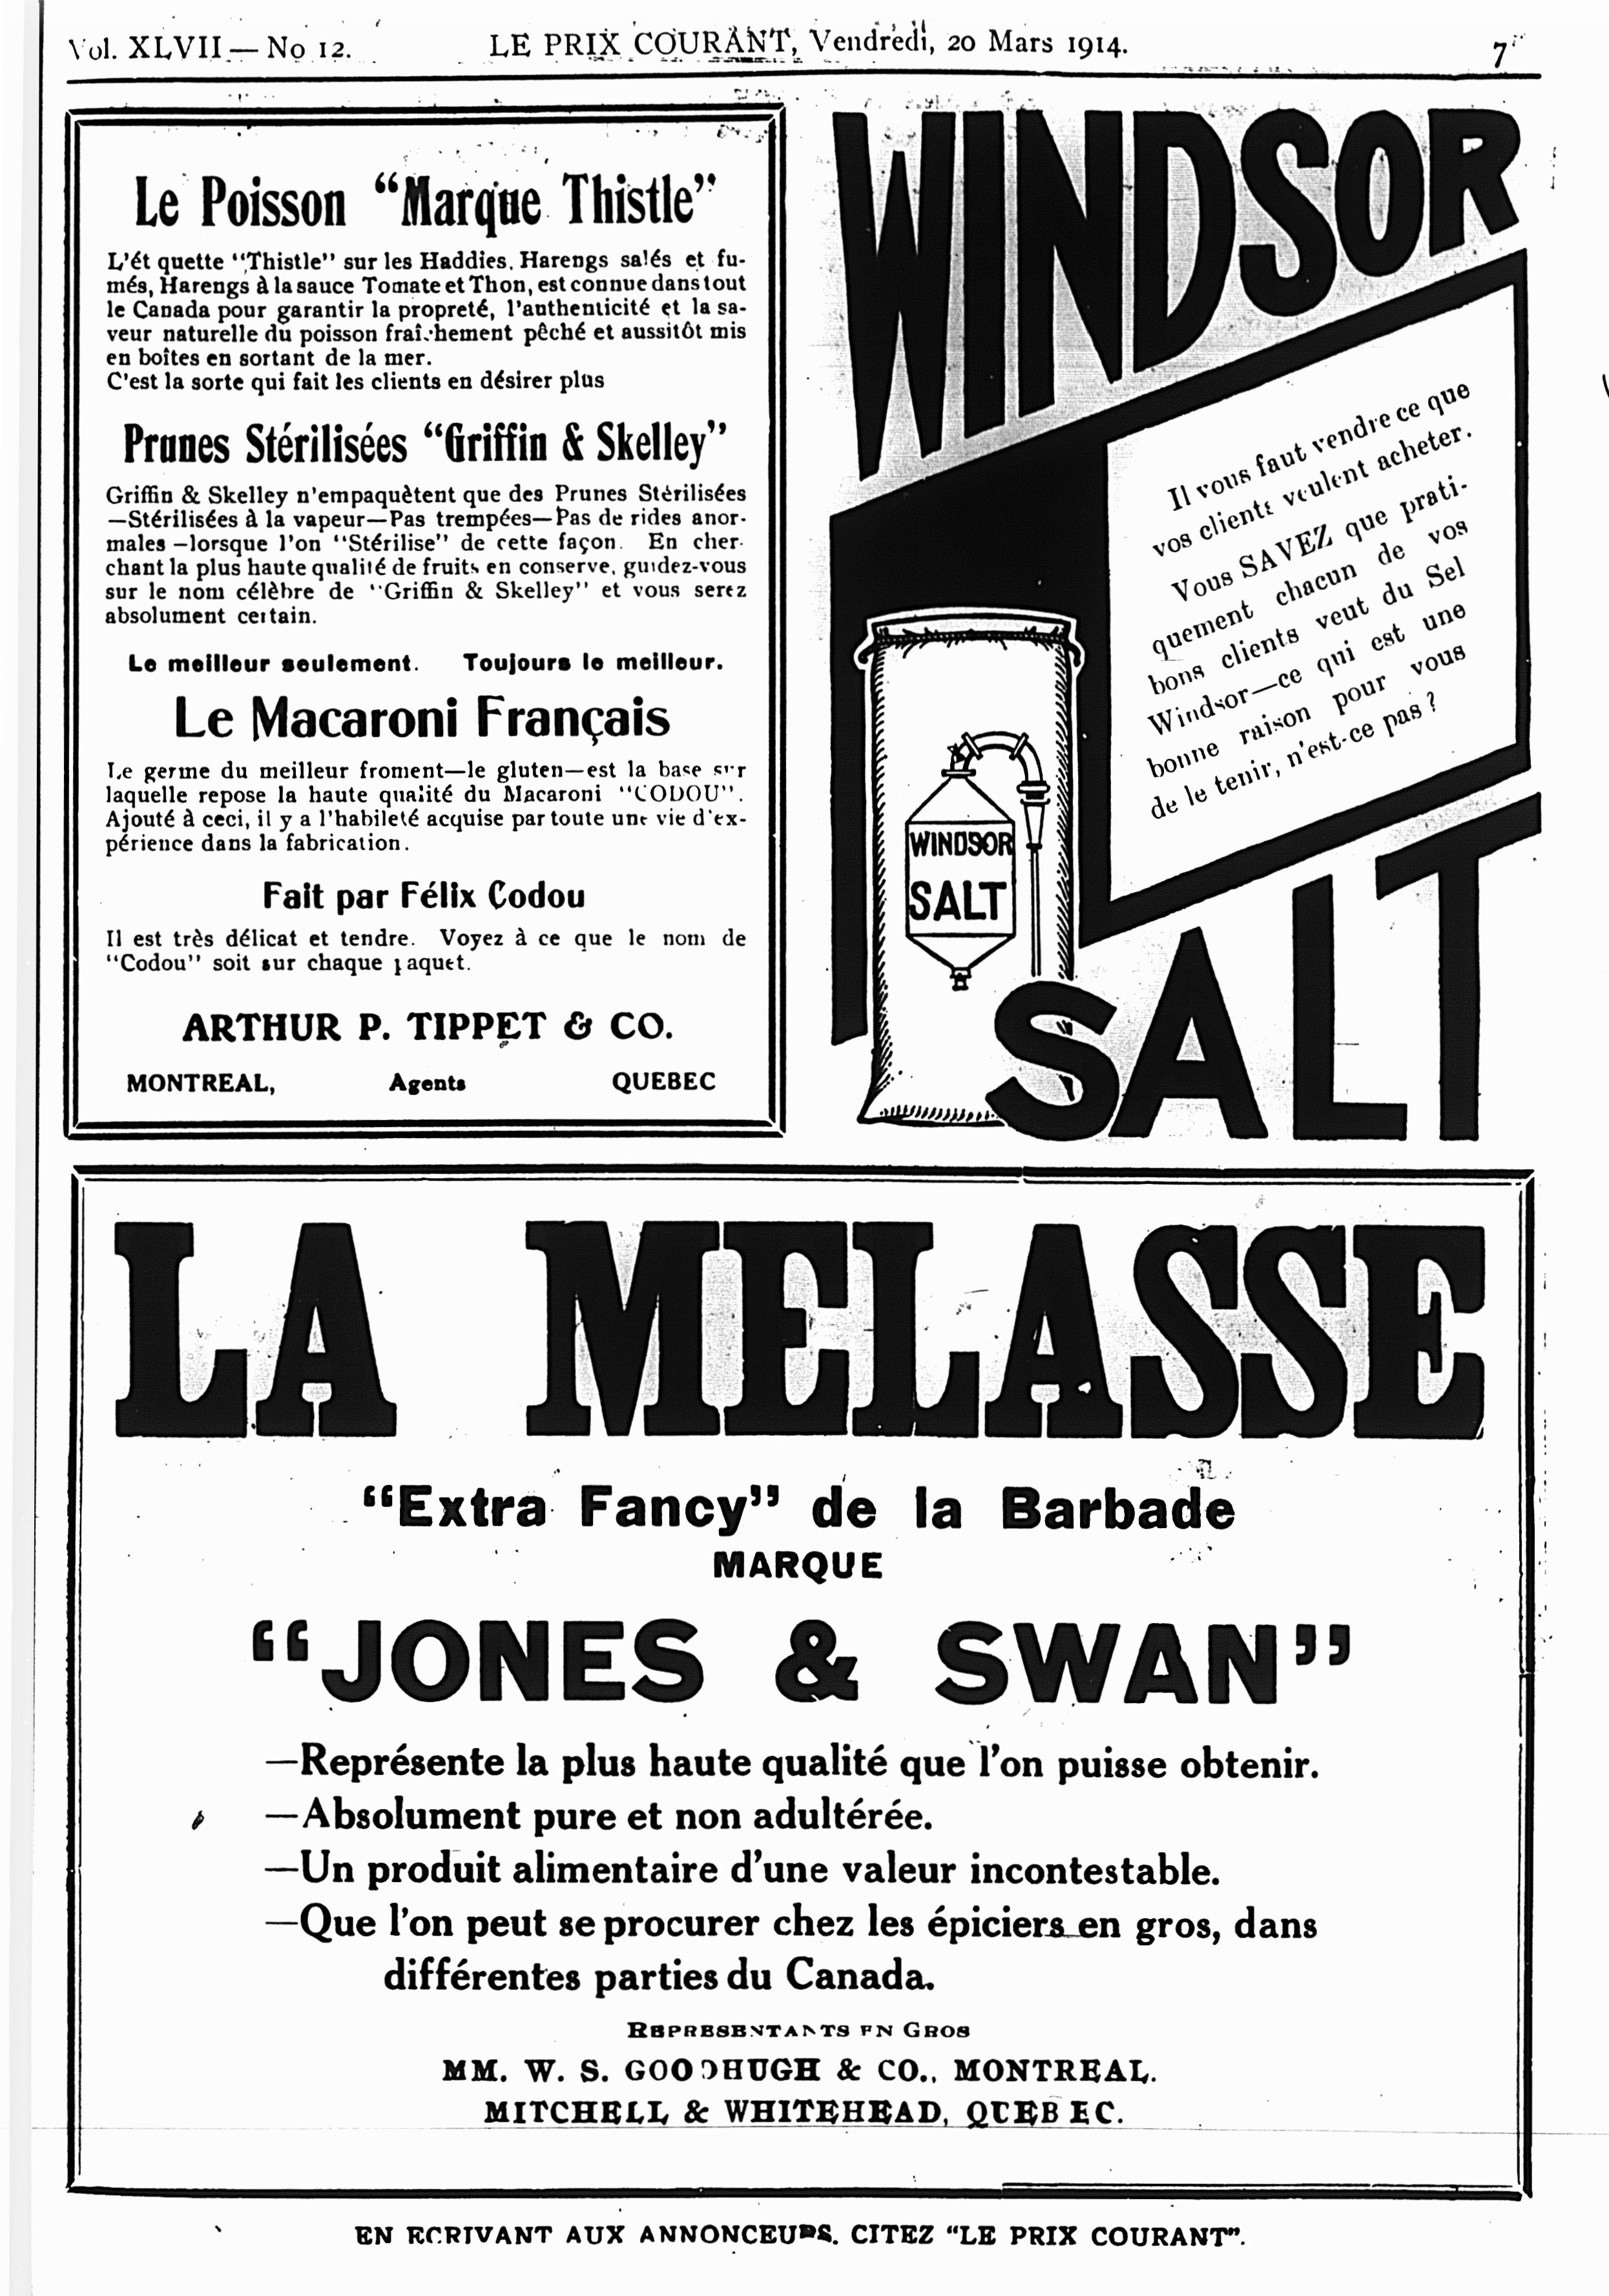 Vol. XLVII — No 12.
LE PRIX COURANT, Vendredi, 20 Mars 1914.
7
Le Poisson “Marque Thistle”
L'ét quette “Thistle” sur les Haddies, Harengs salés et fu-
més, Harengs à la sauce Tomate et Thon, est connue dans tout
le Canada pour garantir la propreté, l'authenticité et la sa-
veur naturelle du poisson fraîchement pêché et aussitôt mis
en boîtes en sortant de la mer.
C'est la sorte qui fait les clients en désirer plus
Prunes Stérilisées “Griffin & Skelley”
Griffin & Skelley n'empaquètent que des Prunes Stérilisées
—Stérilisées à la vapeur—Pas trempées—Pas de rides anor-
males —lorsque l'on “Stérilise” de cette façon. En cher-
chant la plus haute qualité de fruits en conserve, guidez-vous
sur le nom célèbre de “Griffin & Skelley” et vous serez
absolument certain.
Le meilleur seulement. Toujours le meilleur.
Le Macaroni Français
Le germe du meilleur froment—le gluten—est la base sur
laquelle repose la haute qualité du Macaroni “CODOU”.
Ajouté à ceci, il y a l'habileté acquise par toute une vie d'ex-
périence dans la fabrication.
Fait par Félix Codou
Il est très délicat et tendre. Voyez à ce que le nom de
“Codou” soit sur chaque paquet.
ARTHUR P. TIPPET & CO.
MONTREAL, Agents QUEBEC
WINDSOR
Il vous faut vendre ce que
vos clients veulent acheter.
Vous SAVEZ que prati-
quement chacun de vos
bons clients veut du Sel
Windsor—ce qui est une
bonne raison pour vous
de le tenir, n'est-ce pas ?
WINDSOR
SALT
SALT
LA MELASSE
“Extra Fancy” de la Barbade
MARQUE
“JONES & SWAN”
—Représente la plus haute qualité que l'on puisse obtenir.
—Absolument pure et non adultérée.
—Un produit alimentaire d'une valeur incontestable.
—Que l'on peut se procurer chez les épiciers en gros, dans
différentes parties du Canada.
REPRESENTANTS EN GROS
MM. W. S. GOODHUGH & CO., MONTREAL.
MITCHELL & WHITEHEAD, QUEBEC.
EN ECRIVANT AUX ANNONCEURS, CITEZ “LE PRIX COURANT”.